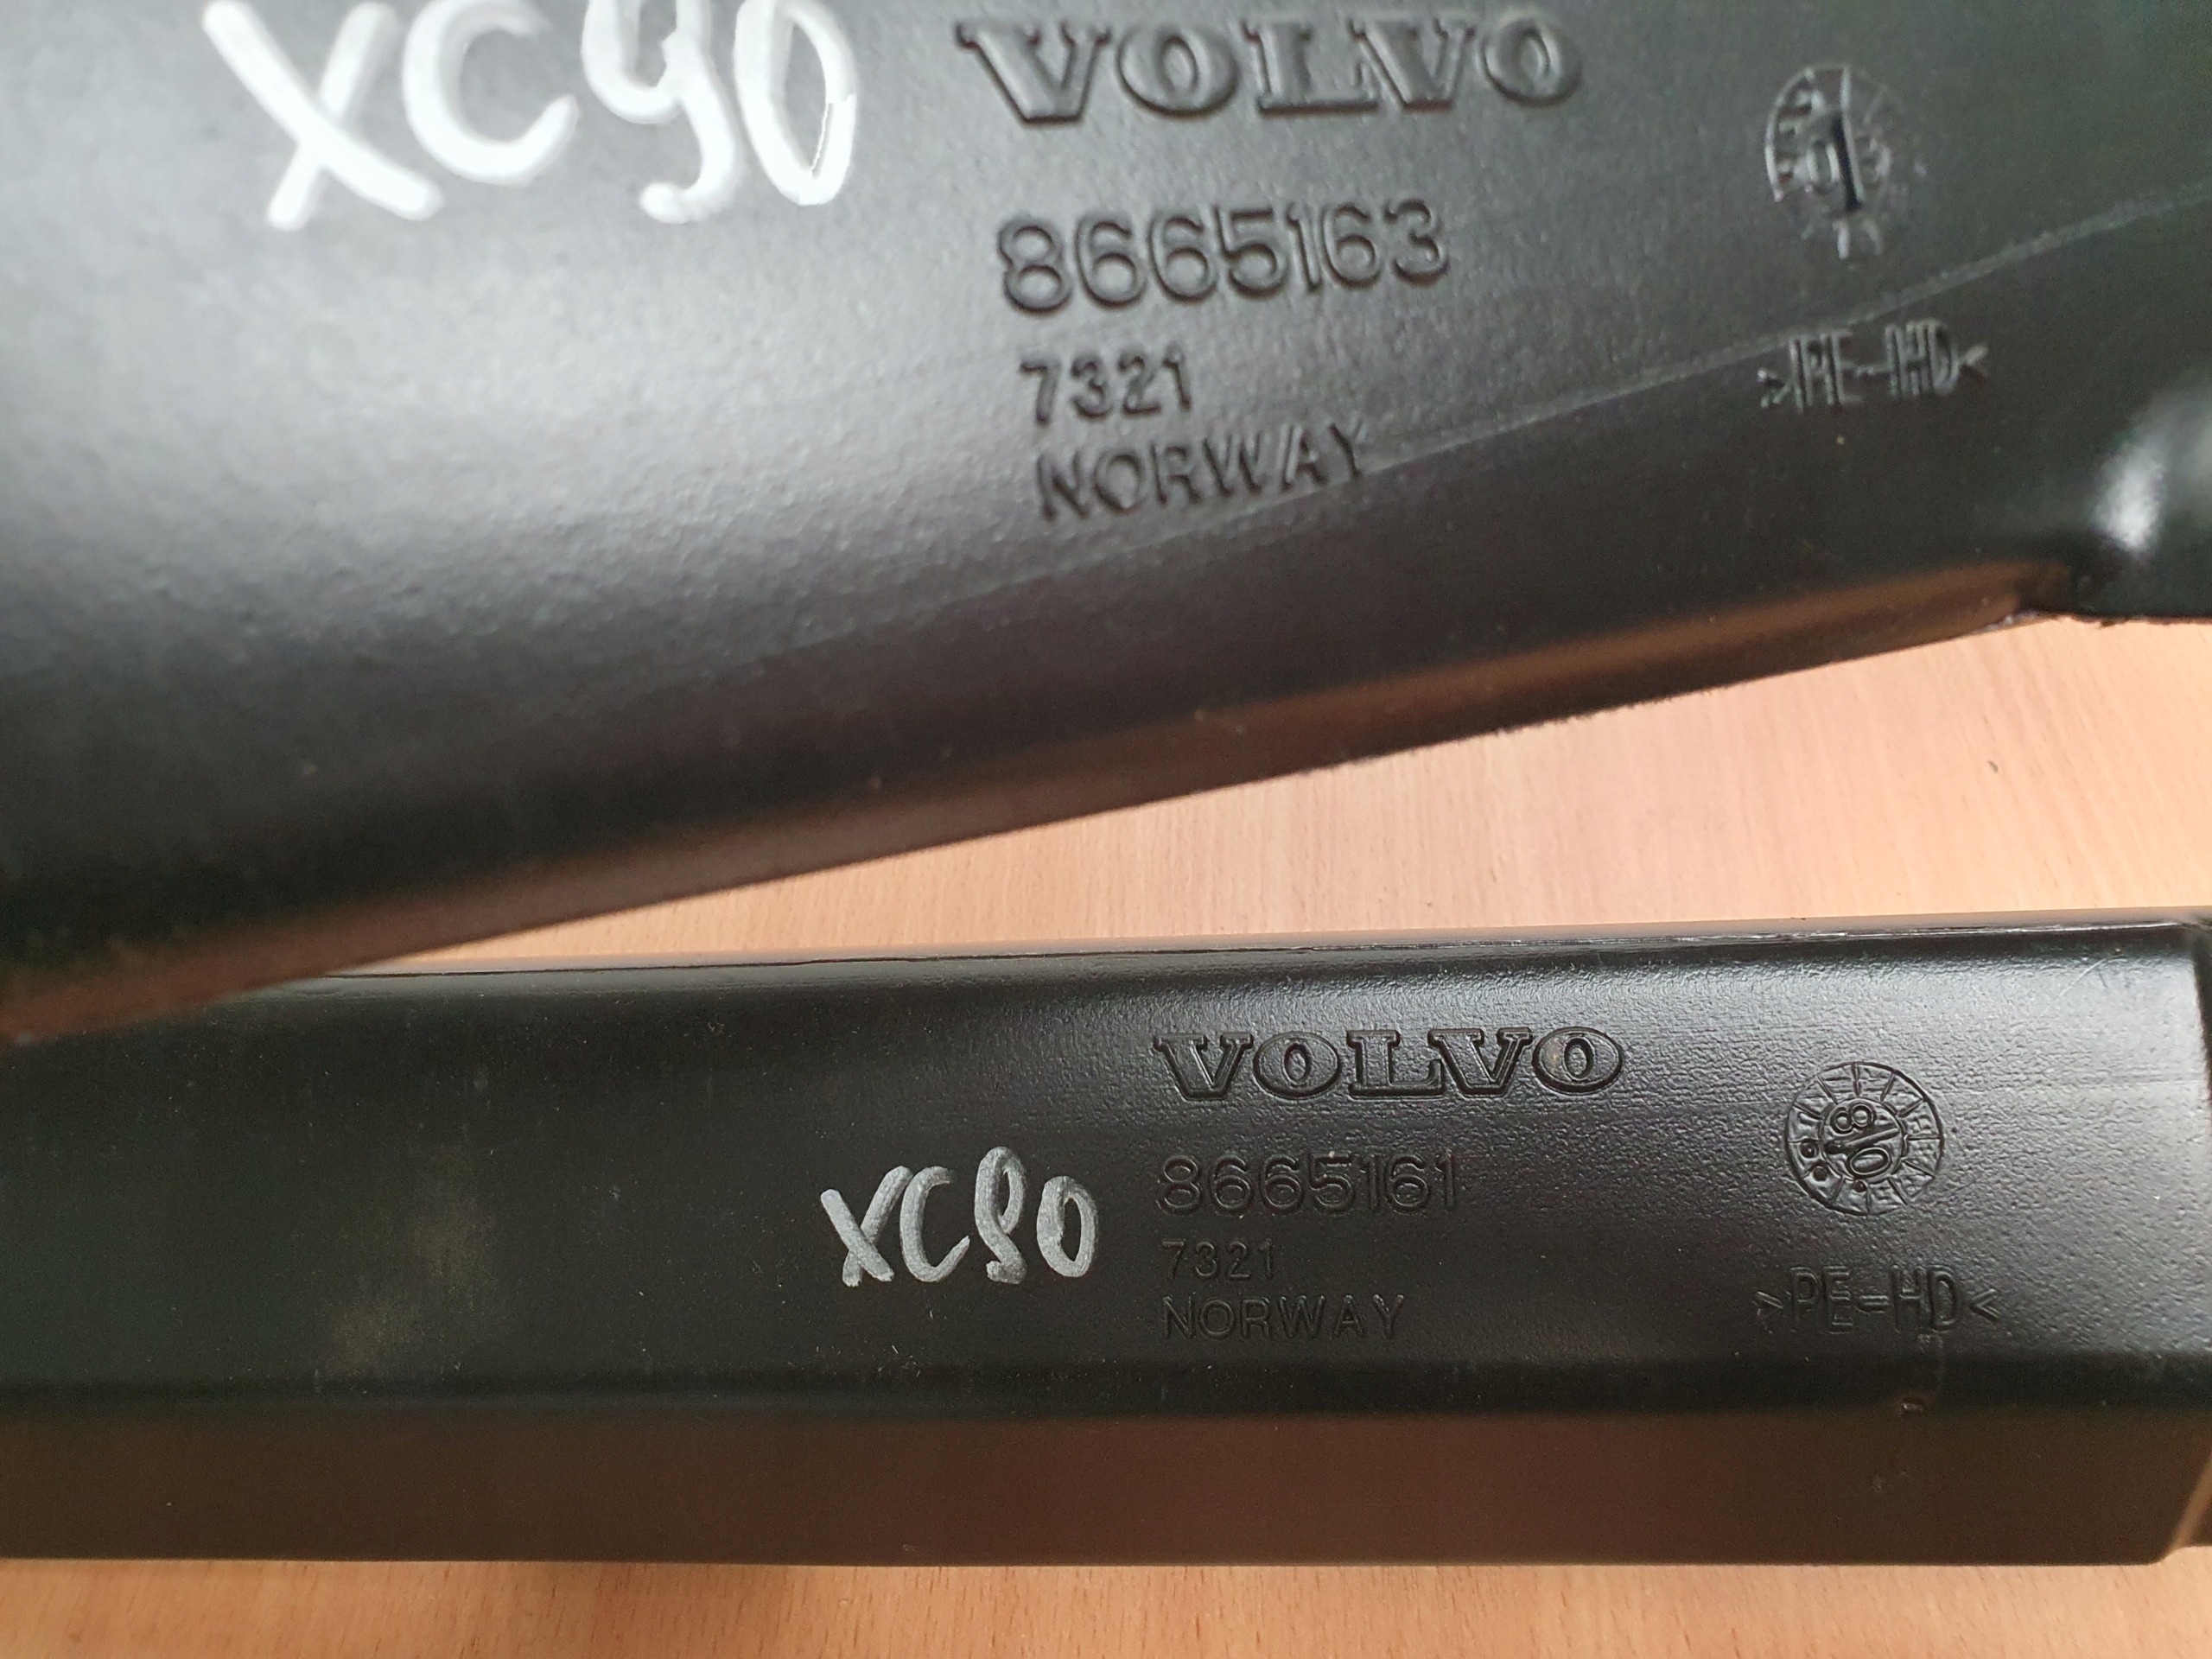 XC90
VOLVO
8665163
7321
NORWAY
>PE-HD<
VOLVO
XC90
8665161
7321
NORWAY
>PE-HD<